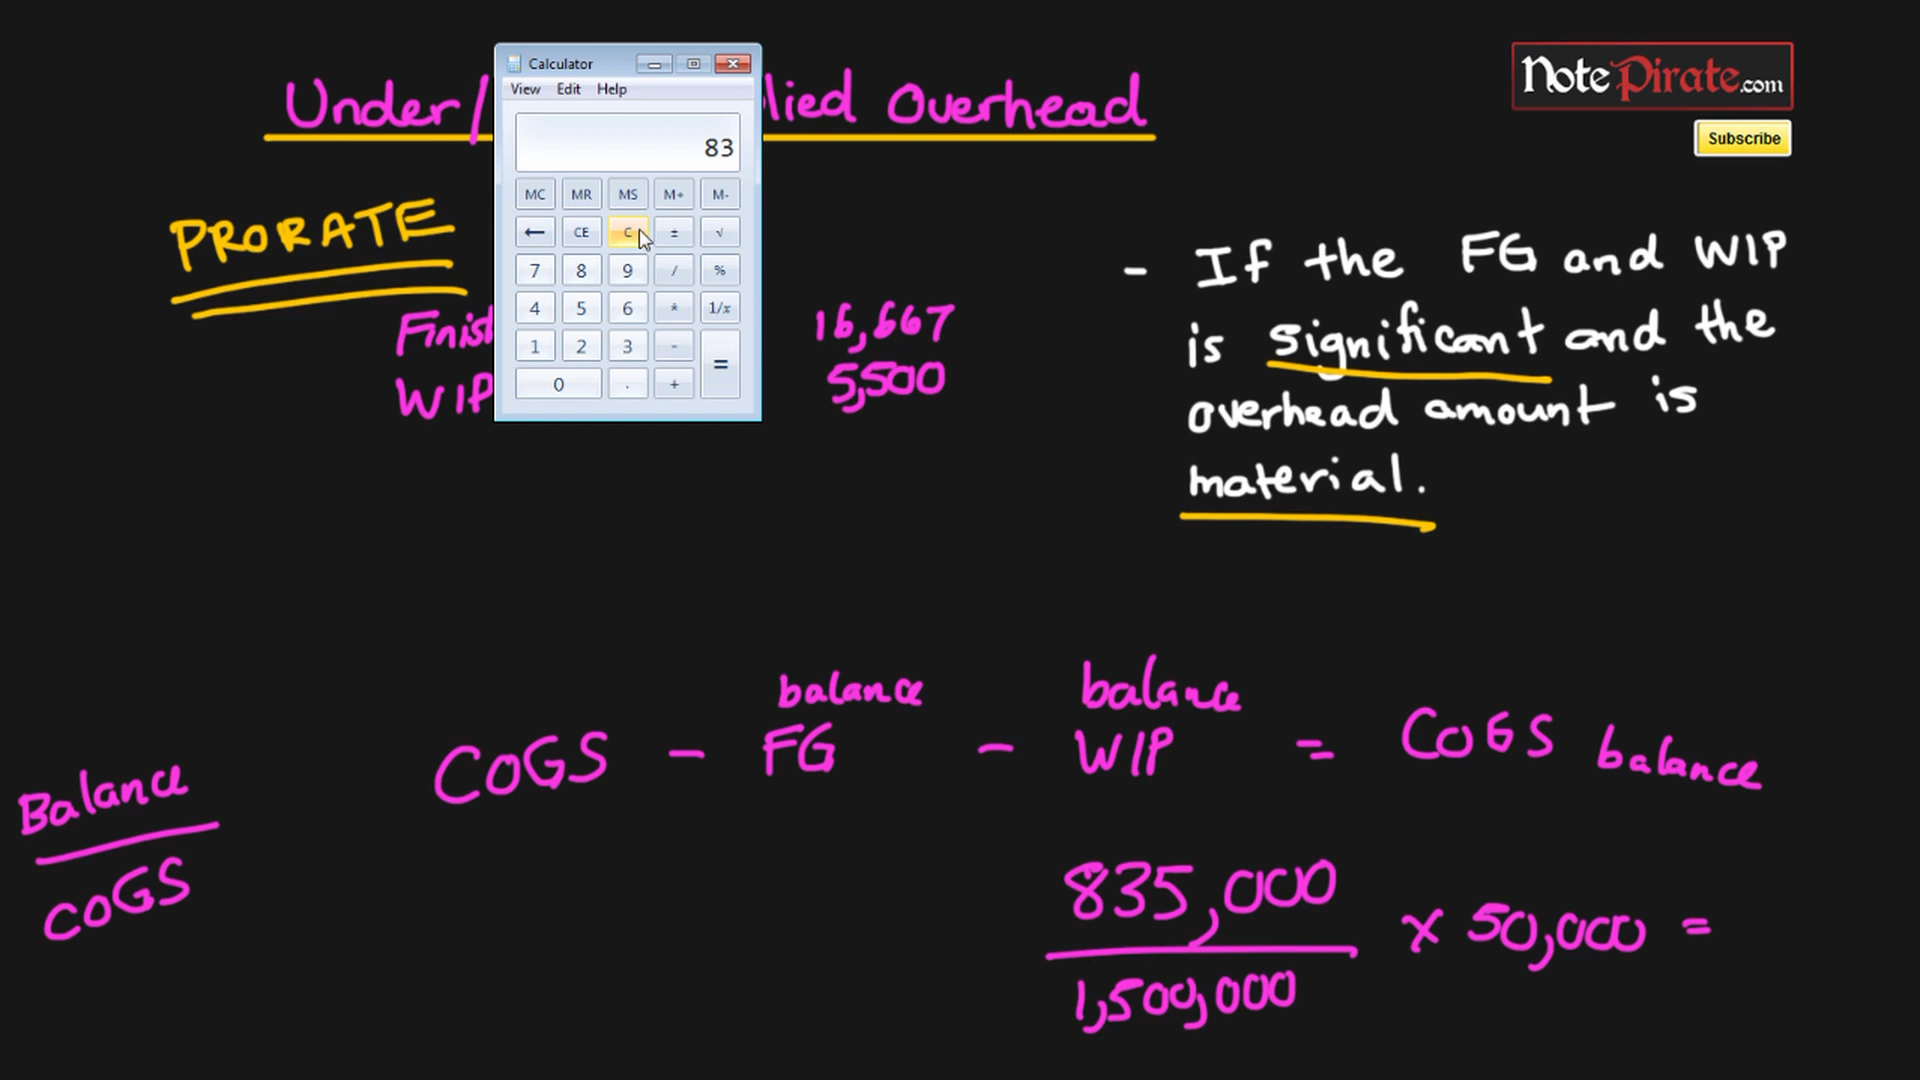 Calculator
View Edit Help
83
MC MR MS M+ M-
← CE C ± √
7 8 9 / %
4 5 6 * 1/x
1 2 3 - =
0 . +
Under/ lied Overhead
NotePirate.com
Subscribe
PRORATE
Finis 16,667
WIP 5,500
- If the FG and WIP
is significant and the
overhead amount is
material.
balance balance
COGS - FG - WIP = COGS balance
Balance
COGS
835,000
1,500,000
× 50,000 =